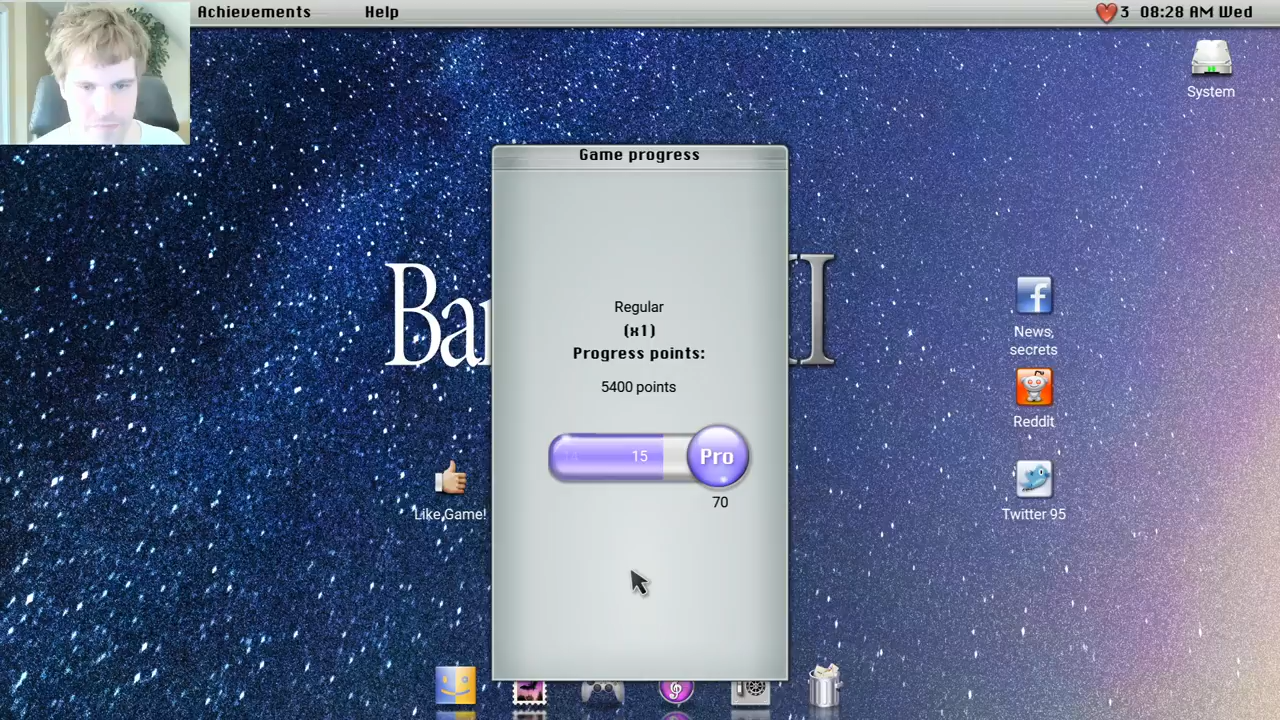 Achievements Help 3 08:28 AM Wed
System
Game progress
Regular
(x1)
Progress points:
5400 points
15 Pro
70
News,
secrets
Reddit
Like Game!
Twitter 95